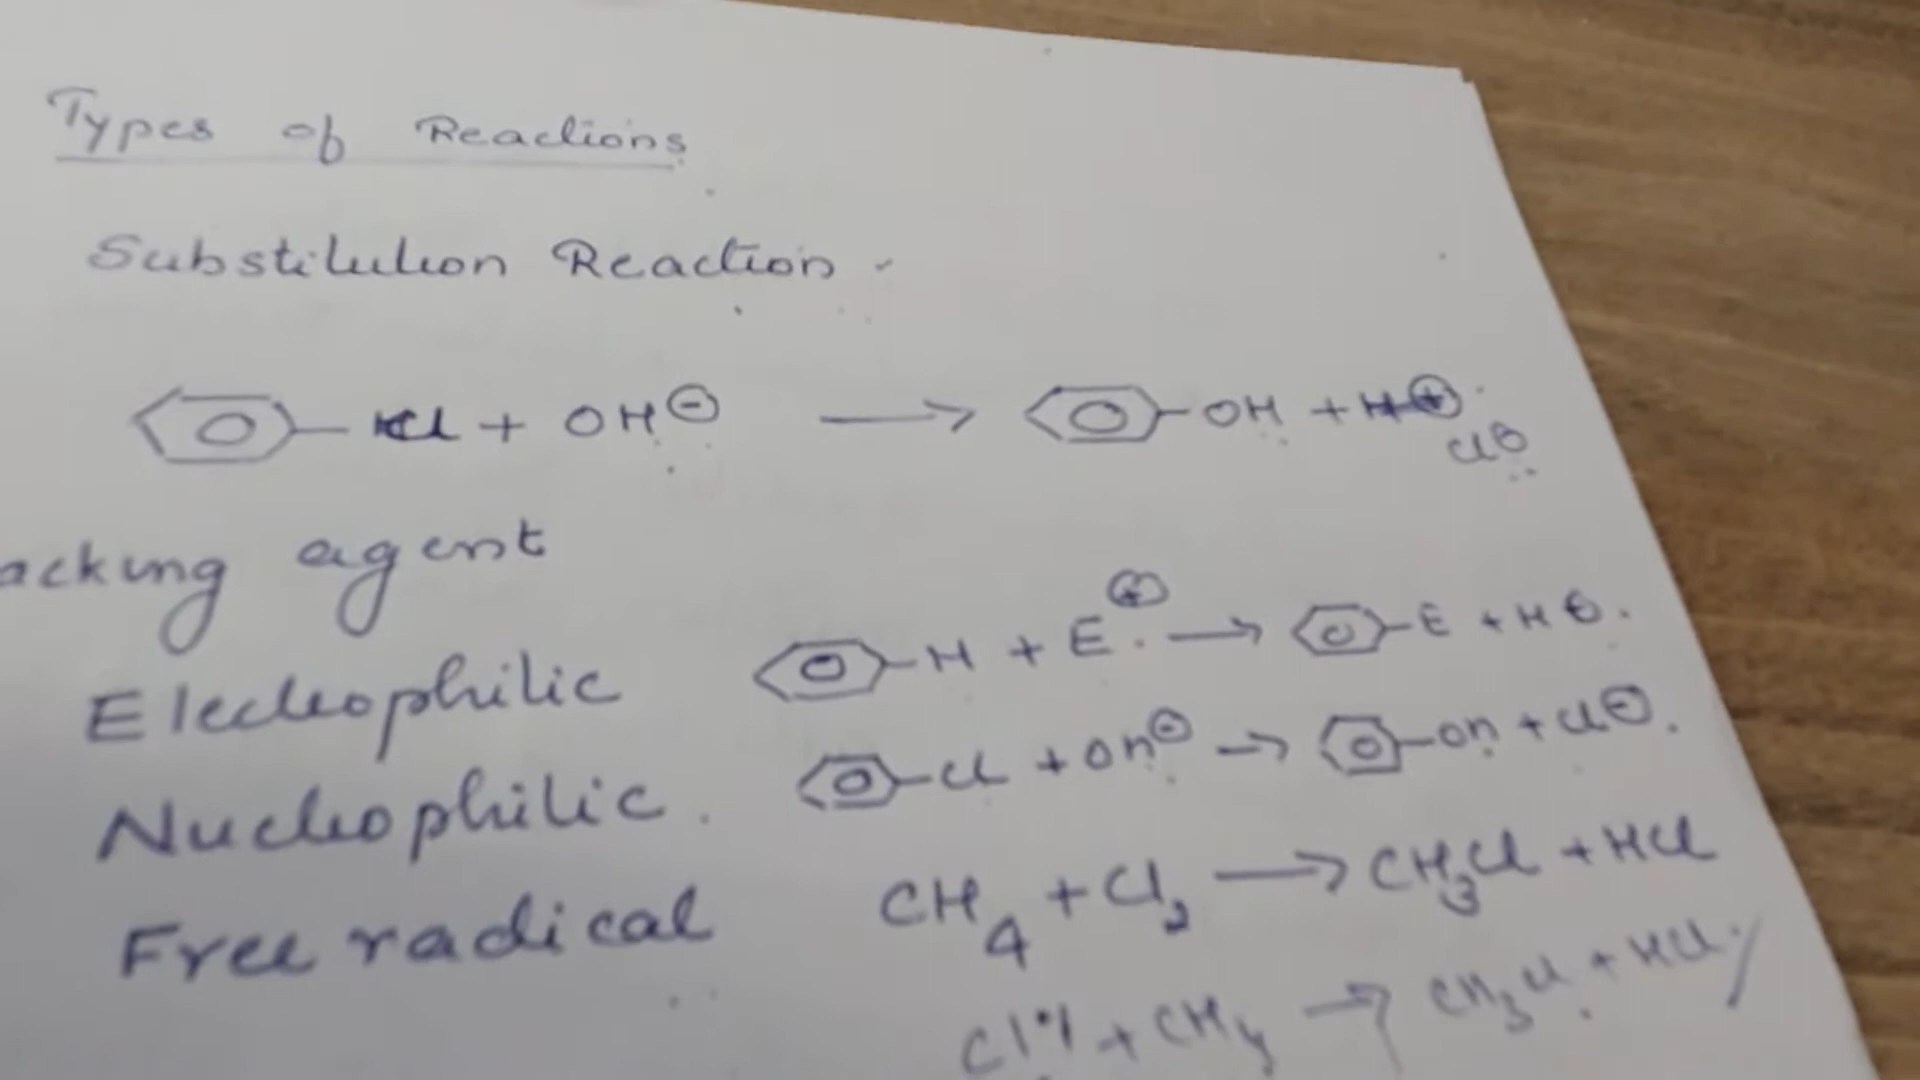 Types of Reactions
Substitution Reaction
Cl + OH⊖ → OH + Cl⊖
acking agent
Electrophilic H + E⊕ → E + H⊕.
Nucleophilic. Cl + OH⊖ → OH + Cl⊖.
Free radical CH₄ + Cl₂ → CH₃Cl + HCl
Cl• + CH₄ → CH₃Cl + HCl